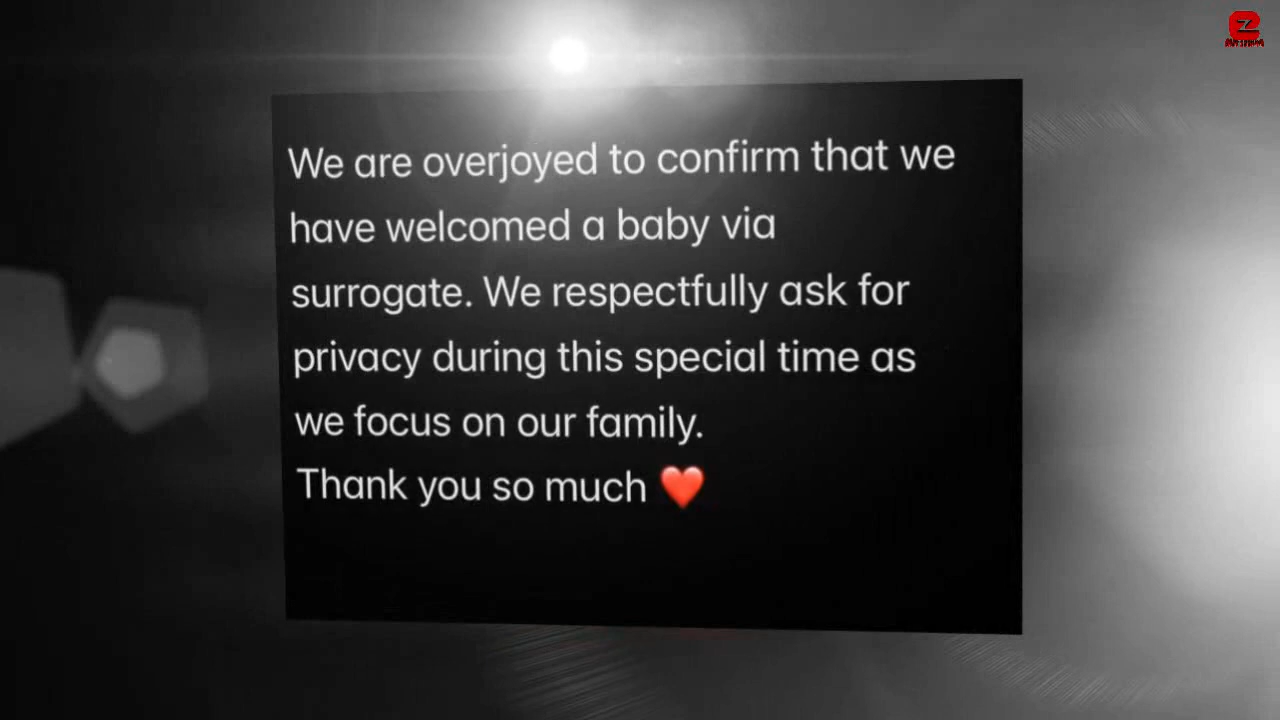 We are overjoyed to confirm that we
have welcomed a baby via
surrogate. We respectfully ask for
privacy during this special time as
we focus on our family.
Thank you so much ❤️